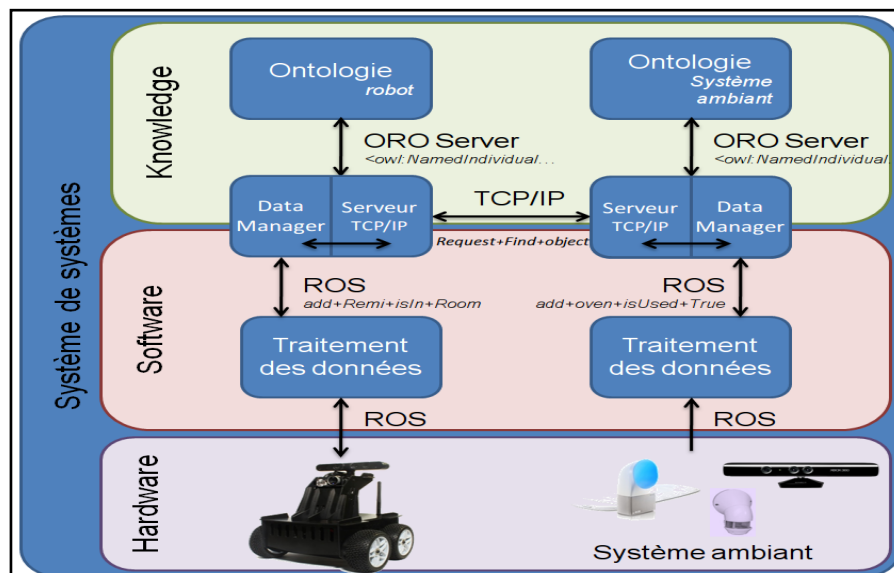 Système de systèmes
Knowledge
Ontologie
robot
Ontologie
Système
ambiant
ORO Server
<owl:NamedIndividual...
ORO Server
<owl:NamedIndividual.
Data
Manager
Serveur
TCP/IP
TCP/IP
Request+Find+object
Serveur
TCP/IP
Data
Manager
Software
ROS
add+Remi+isIn+Room
ROS
add+oven+isUsed+True
Traitement
des données
Traitement
des données
ROS
ROS
Hardware
Système ambiant